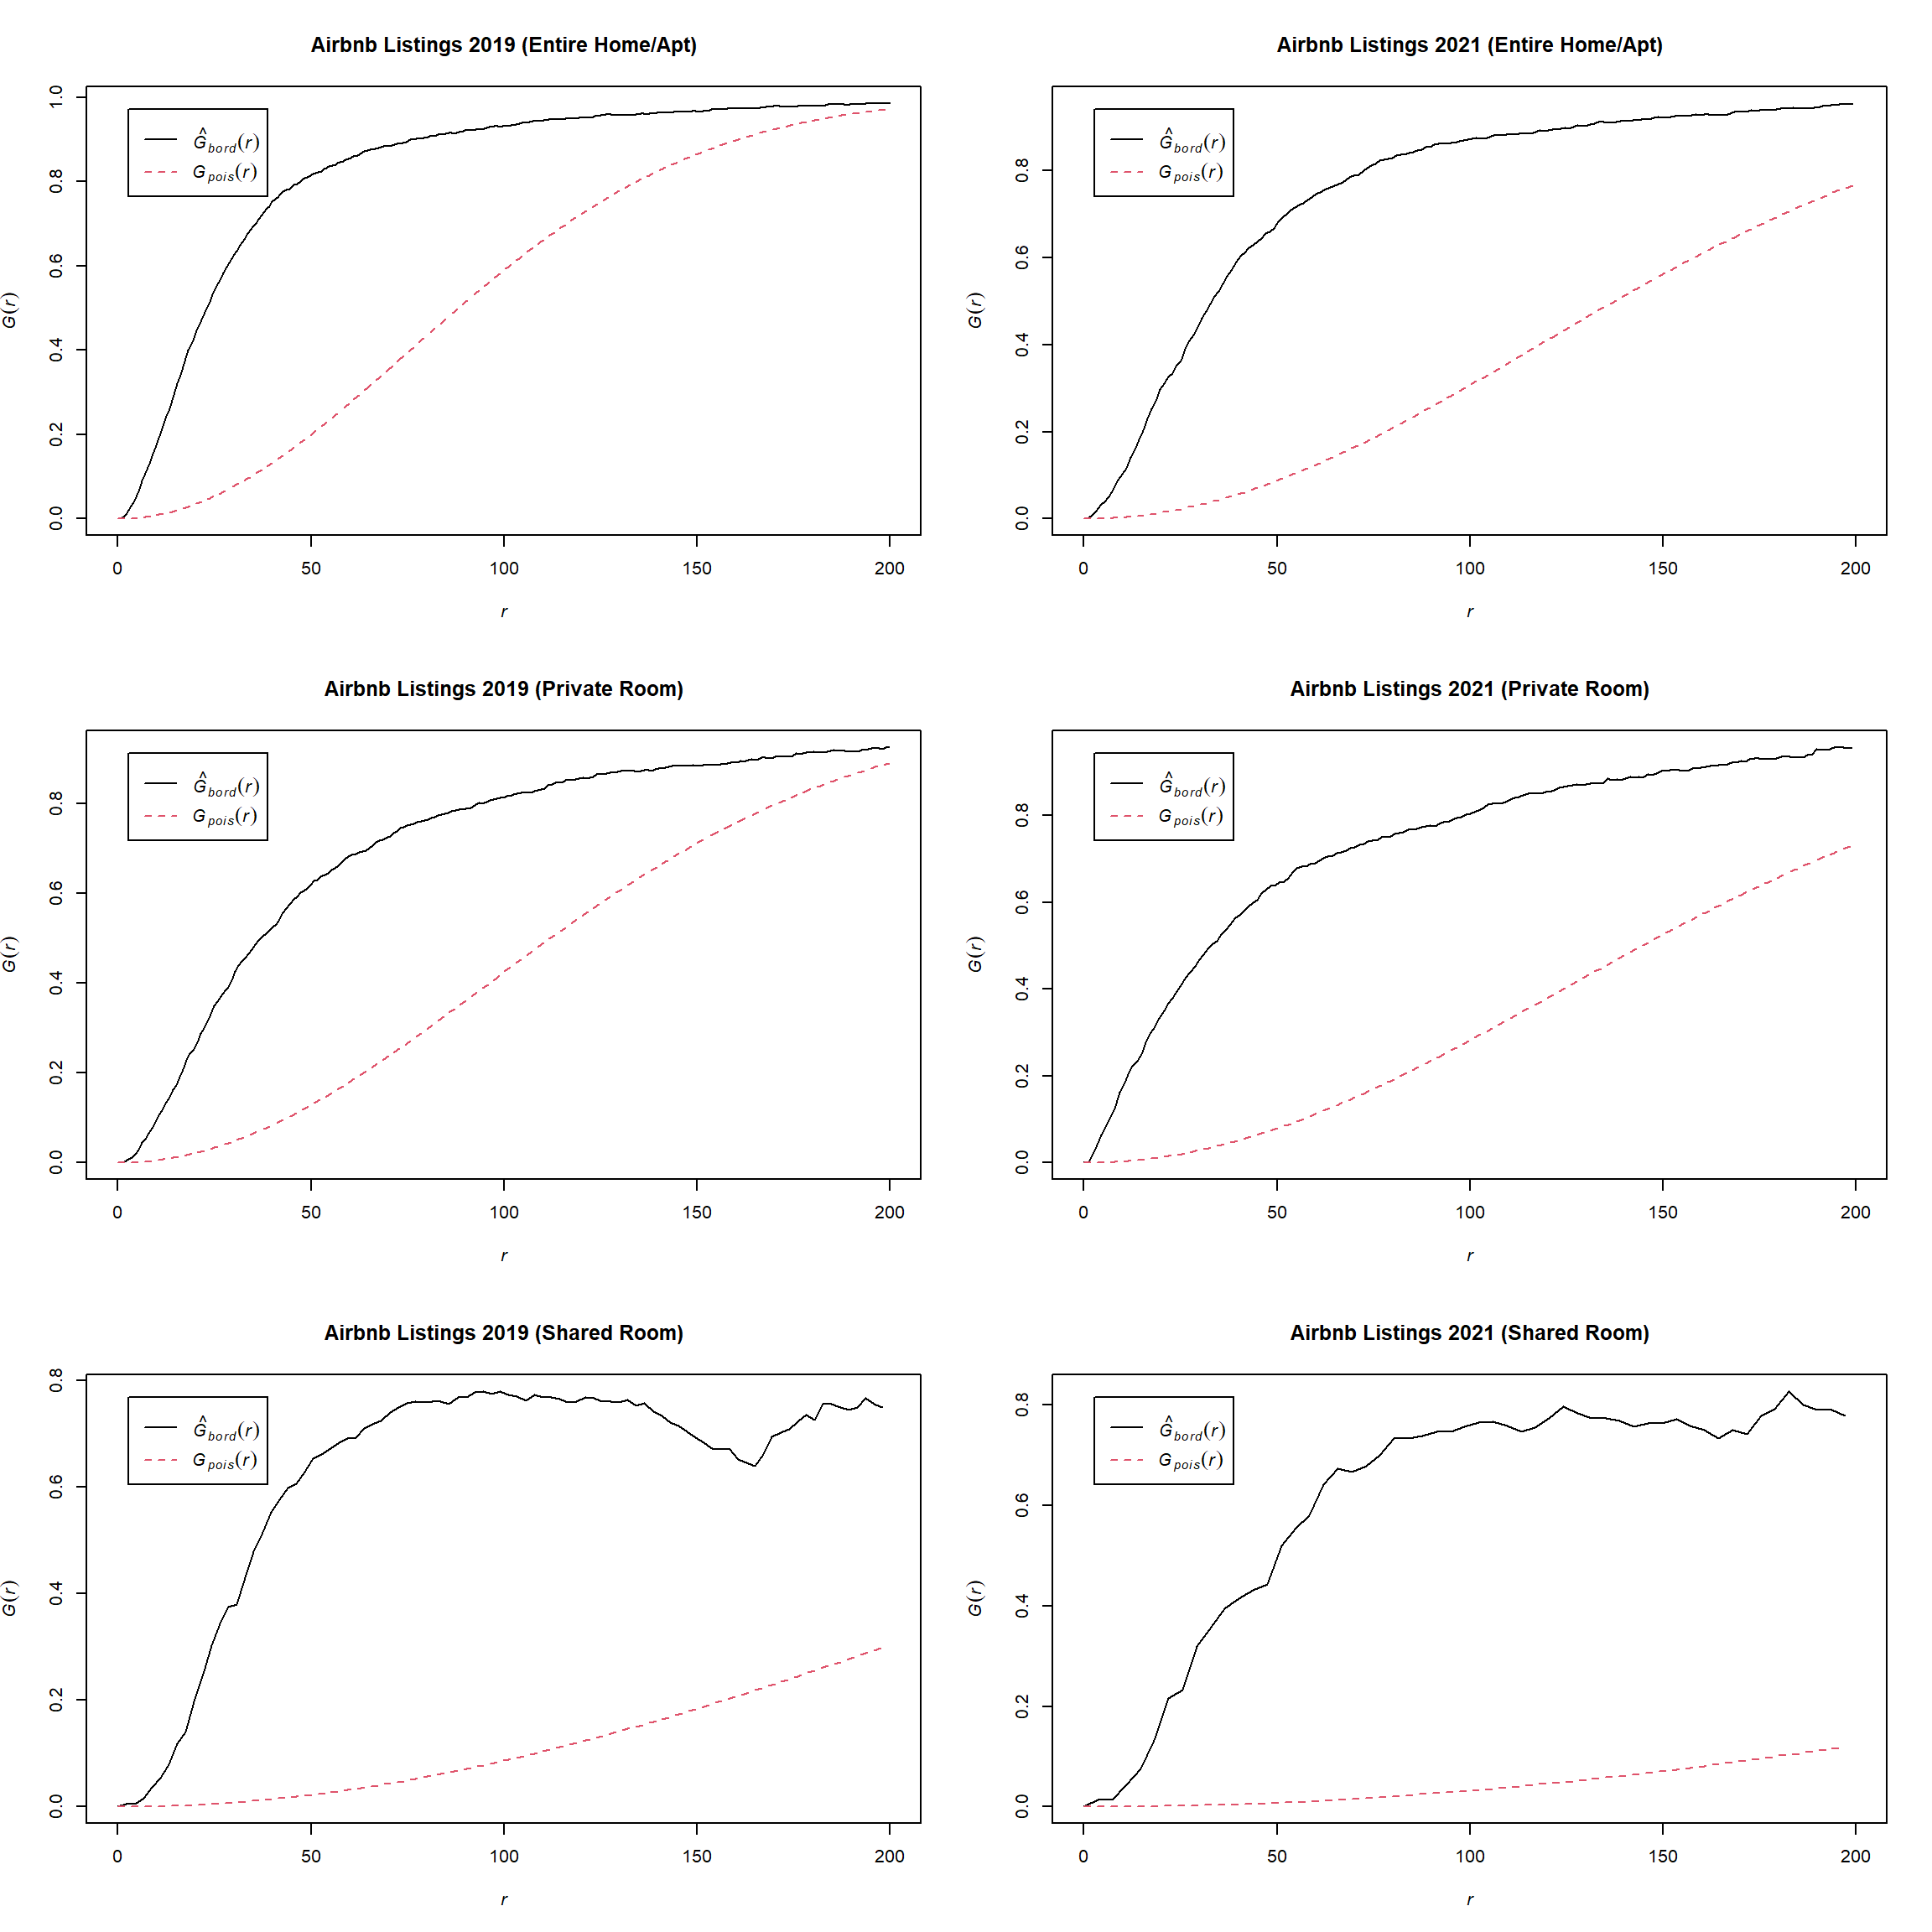 Airbnb Listings 2019 (Entire Home/Apt)
G(r)
0.0 0.2 0.4 0.6 0.8 1.0
Ĝbord(r)
Gpois(r)
0 50 100 150 200
r
Airbnb Listings 2021 (Entire Home/Apt)
G(r)
0.0 0.2 0.4 0.6 0.8
Ĝbord(r)
Gpois(r)
0 50 100 150 200
r
Airbnb Listings 2019 (Private Room)
G(r)
0.0 0.2 0.4 0.6 0.8
Ĝbord(r)
Gpois(r)
0 50 100 150 200
r
Airbnb Listings 2021 (Private Room)
G(r)
0.0 0.2 0.4 0.6 0.8
Ĝbord(r)
Gpois(r)
0 50 100 150 200
r
Airbnb Listings 2019 (Shared Room)
G(r)
0.0 0.2 0.4 0.6 0.8
Ĝbord(r)
Gpois(r)
0 50 100 150 200
r
Airbnb Listings 2021 (Shared Room)
G(r)
0.0 0.2 0.4 0.6 0.8
Ĝbord(r)
Gpois(r)
0 50 100 150 200
r